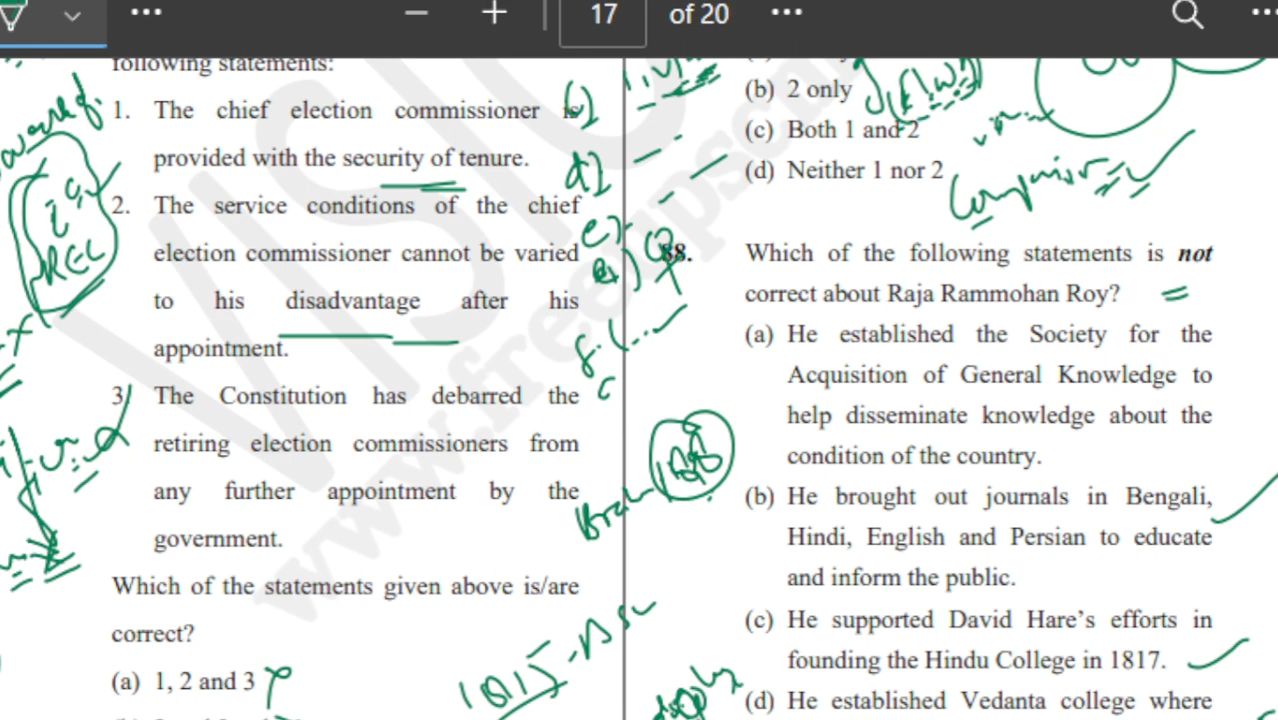 17 of 20
following statements:
1. The chief election commissioner is
provided with the security of tenure.
2. The service conditions of the chief
election commissioner cannot be varied
to his disadvantage after his
appointment.
3. The Constitution has debarred the
retiring election commissioners from
any further appointment by the
government.
Which of the statements given above is/are
correct?
(a) 1, 2 and 3
1815
(b) 2 only
(c) Both 1 and 2
(d) Neither 1 nor 2
88. Which of the following statements is not
correct about Raja Rammohan Roy?
(a) He established the Society for the
Acquisition of General Knowledge to
help disseminate knowledge about the
condition of the country.
(b) He brought out journals in Bengali,
Hindi, English and Persian to educate
and inform the public.
(c) He supported David Hare's efforts in
founding the Hindu College in 1817.
(d) He established Vedanta college where